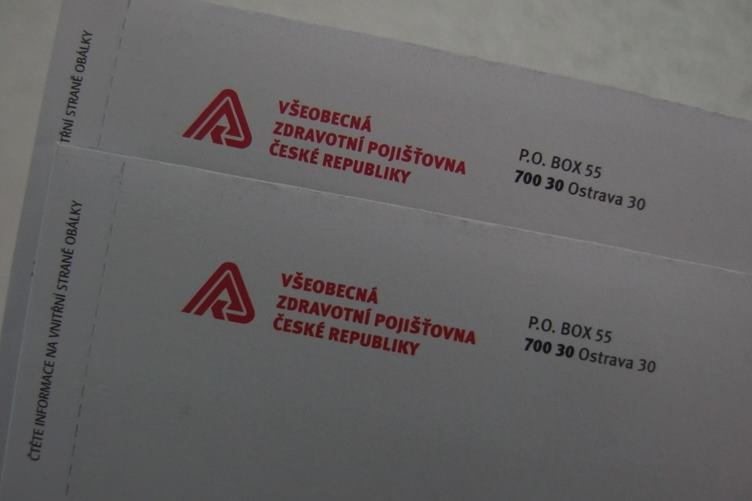 TŘNÍ STRANĚ OBÁLKY
VŠEOBECNÁ
ZDRAVOTNÍ POJIŠŤOVNA
ČESKÉ REPUBLIKY
P.O. BOX 55
700 30 Ostrava 30
ČTĚTE INFORMACE NA VNITŘNÍ STRANĚ OBÁLKY
VŠEOBECNÁ
ZDRAVOTNÍ POJIŠŤOVNA
ČESKÉ REPUBLIKY
P.O. BOX 55
700 30 Ostrava 30